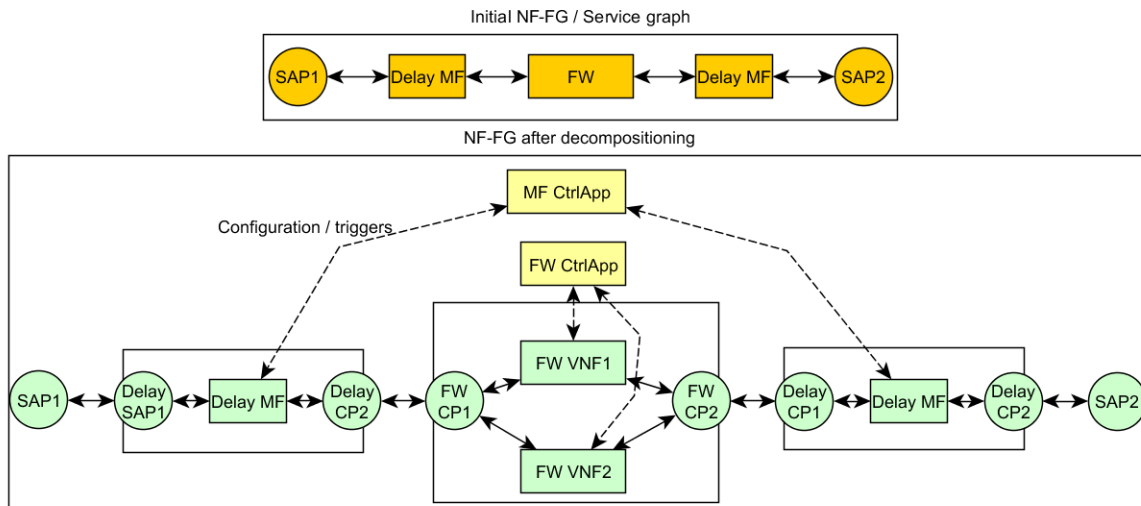 Initial NF-FG / Service graph
SAP1
Delay MF
FW
Delay MF
SAP2
NF-FG after decompositioning
MF CtrlApp
Configuration / triggers
FW CtrlApp
FW VNF1
SAP1
Delay
SAP1
Delay MF
Delay
CP2
FW
CP1
FW
CP2
Delay
CP1
Delay MF
Delay
CP2
SAP2
FW VNF2